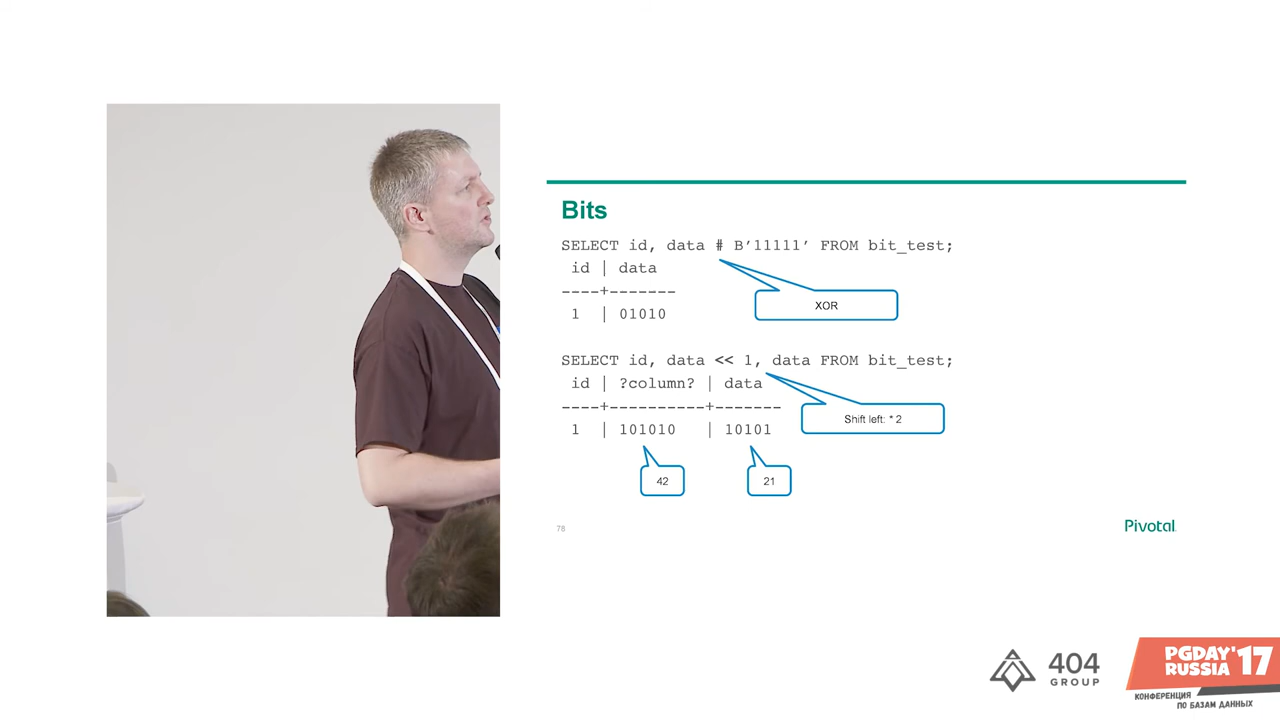 Bits
SELECT id, data # B’11111’ FROM bit_test;
id | data
----+-------
1 | 01010
XOR
SELECT id, data << 1, data FROM bit_test;
id | ?column? | data
----+----------+-------
1 | 101010 | 10101
Shift left: * 2
42
21
78
Pivotal
404
GROUP
PGDAY'17
RUSSIA
КОНФЕРЕНЦИЯ
ПО БАЗАМ ДАННЫХ